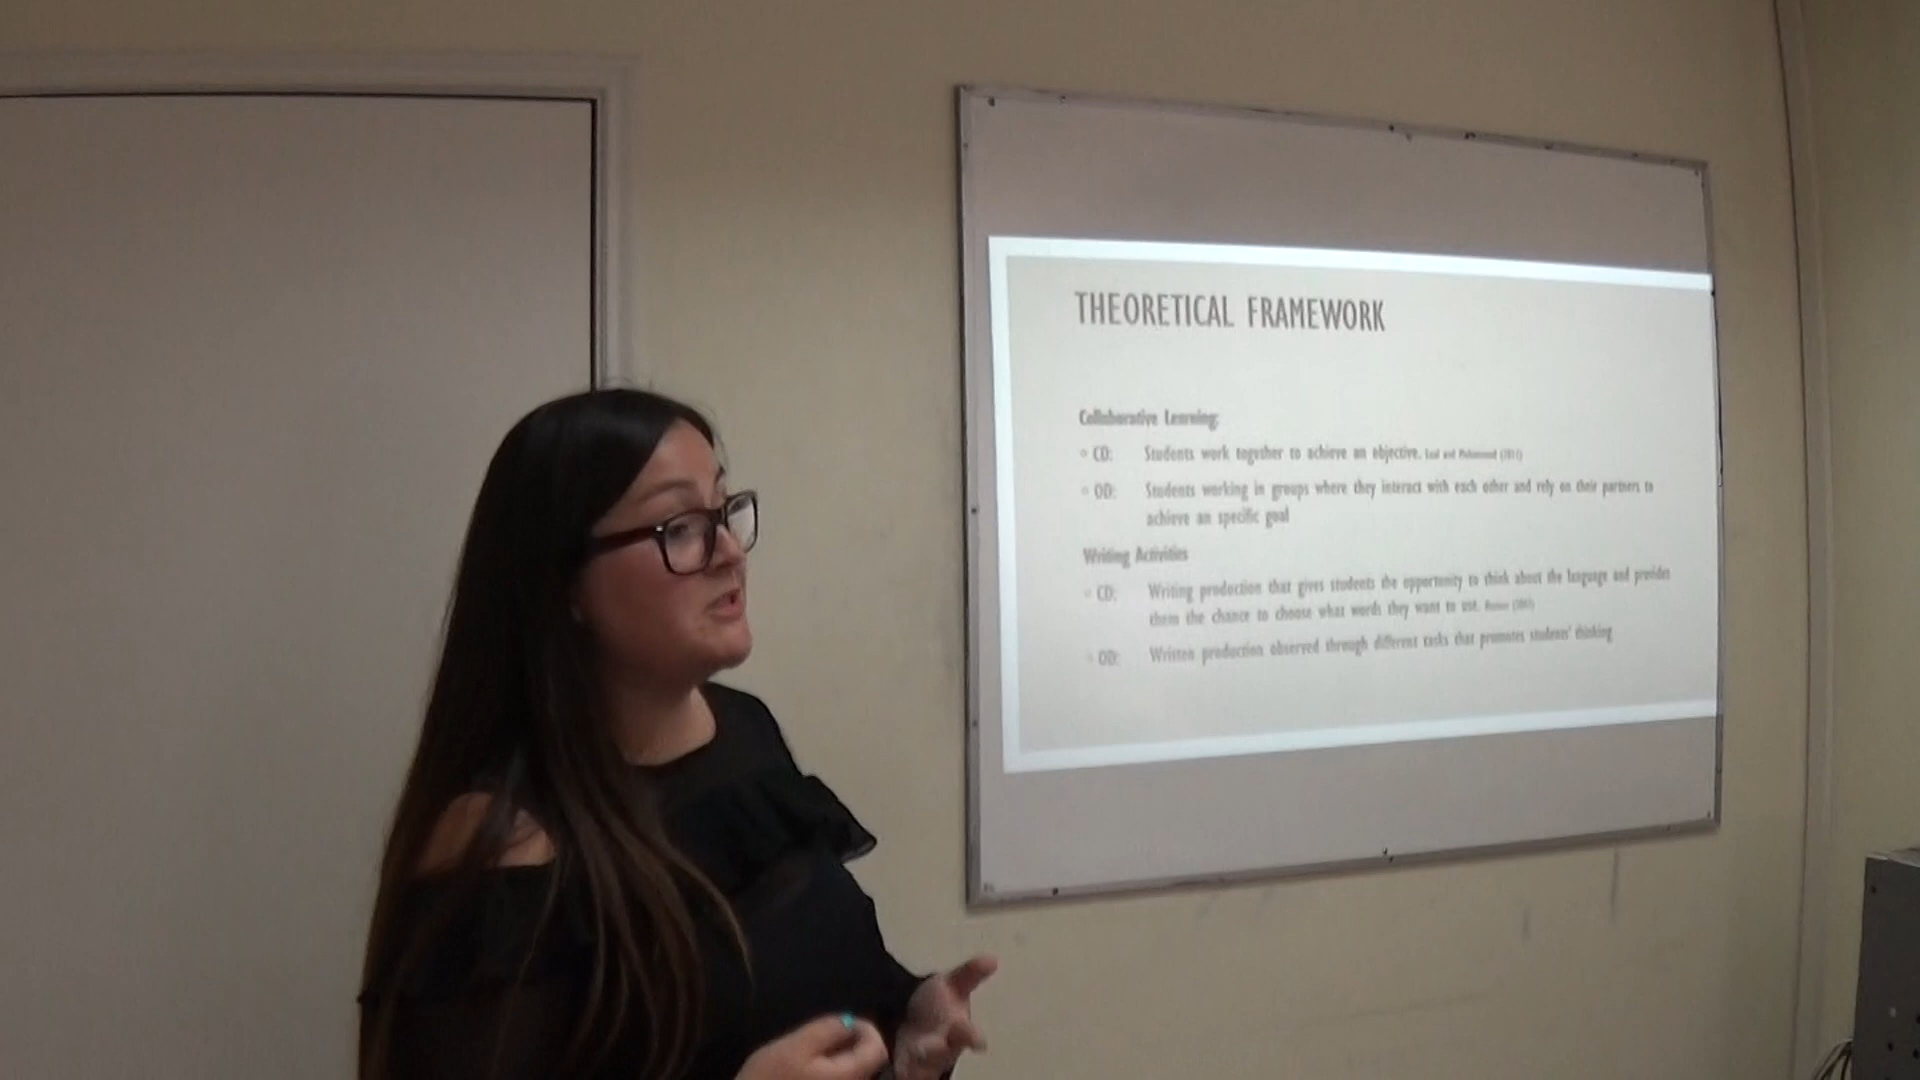 THEORETICAL FRAMEWORK
Collaborative Learning:
CD: Students work together to achieve an objective. and Mohammed (2011)
OD: Students working in groups where they interact with each other and rely on their partners to
achieve an specific goal
Writing Activities
CD: Writing production that gives students the opportunity to think about the language and provides
them the chance to choose what words they want to use.
OD: Written production observed through different tasks that promotes students' thinking